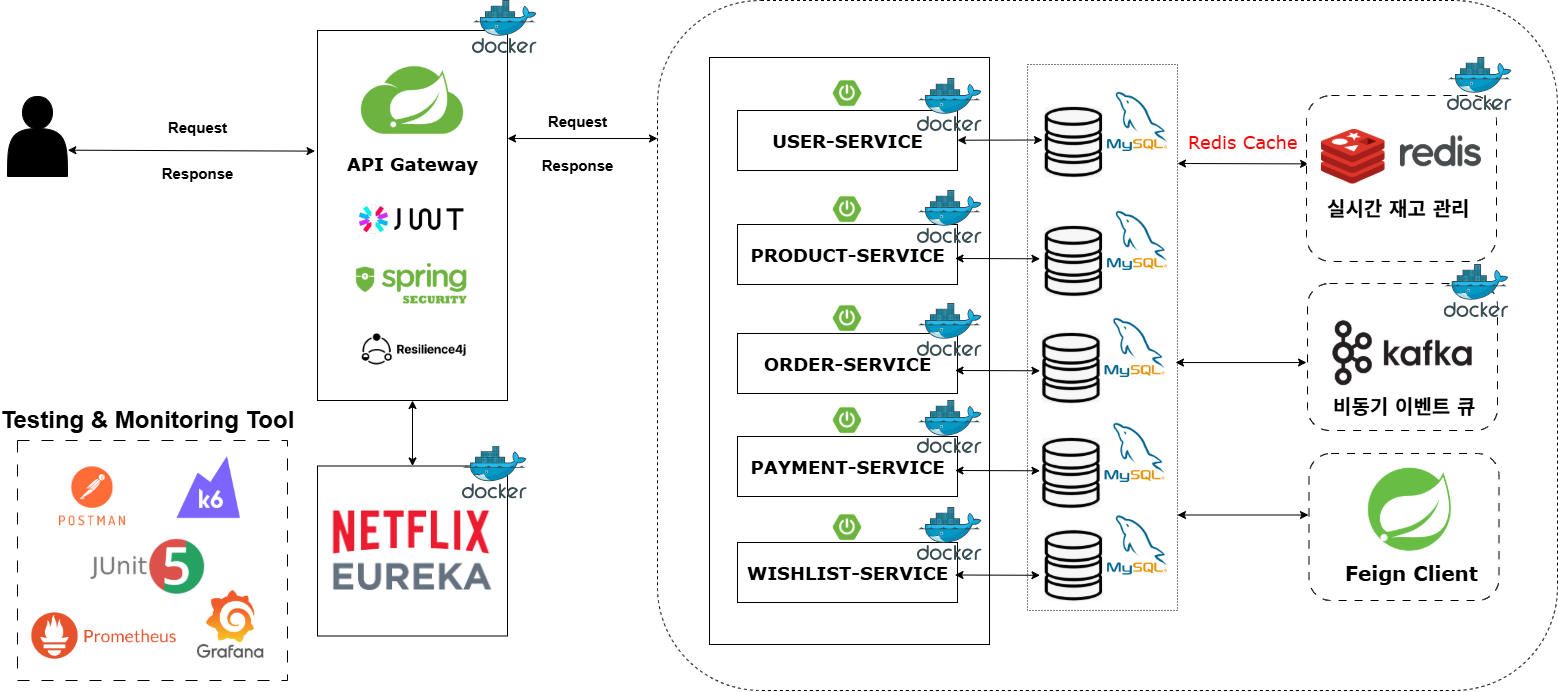 docker
Request
Response
API Gateway
JWT
spring
SECURITY
Resilience4j
Request
Response
docker
NETFLIX
EUREKA
Testing & Monitoring Tool
POSTMAN
k6
JUnit 5
Prometheus
Grafana
docker
USER-SERVICE
MySQL
docker
PRODUCT-SERVICE
MySQL
docker
ORDER-SERVICE
MySQL
docker
PAYMENT-SERVICE
MySQL
docker
WISHLIST-SERVICE
MySQL
Redis Cache
docker
redis
실시간 재고 관리
docker
kafka
비동기 이벤트 큐
Feign Client